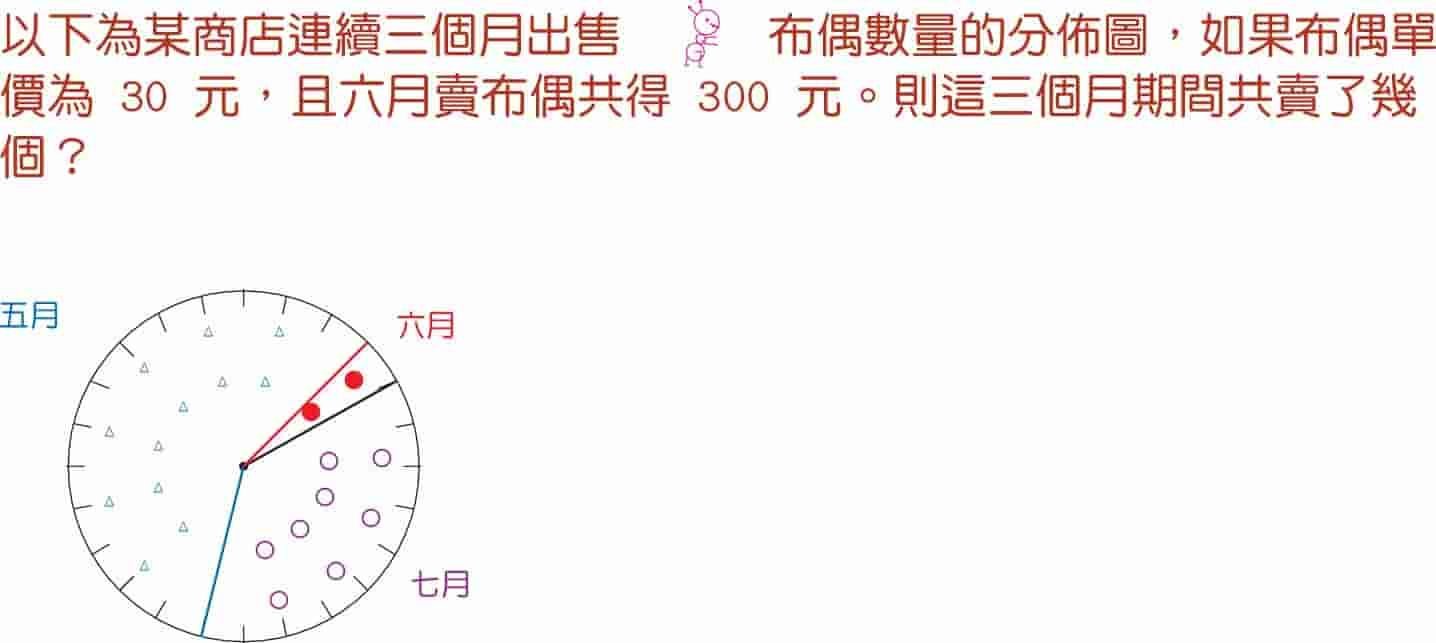 以下為某商店連續三個月出售 布偶數量的分佈圖，如果布偶單
價為 30 元，且六月賣布偶共得 300 元。則這三個月期間共賣了幾
個？
五月
六月
七月